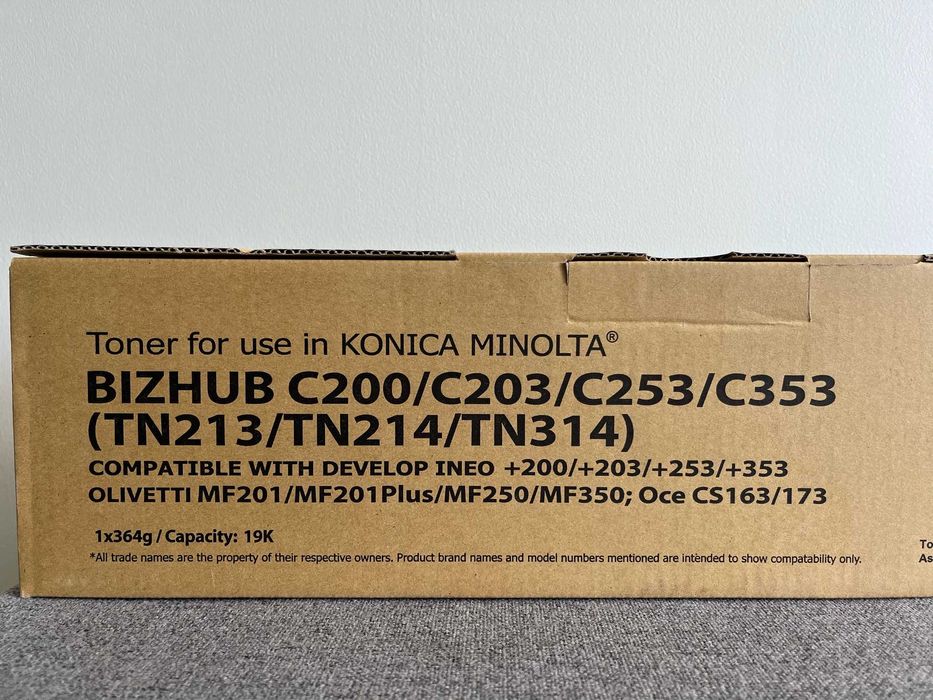 Toner for use in KONICA MINOLTA®
BIZHUB C200/C203/C253/C353
(TN213/TN214/TN314)
COMPATIBLE WITH DEVELOP INEO +200/+203/+253/+353
OLIVETTI MF201/MF201Plus/MF250/MF350; Oce CS163/173
1x364g / Capacity: 19K
*All trade names are the property of their respective owners. Product brand names and model numbers mentioned are intended to show compatability only.